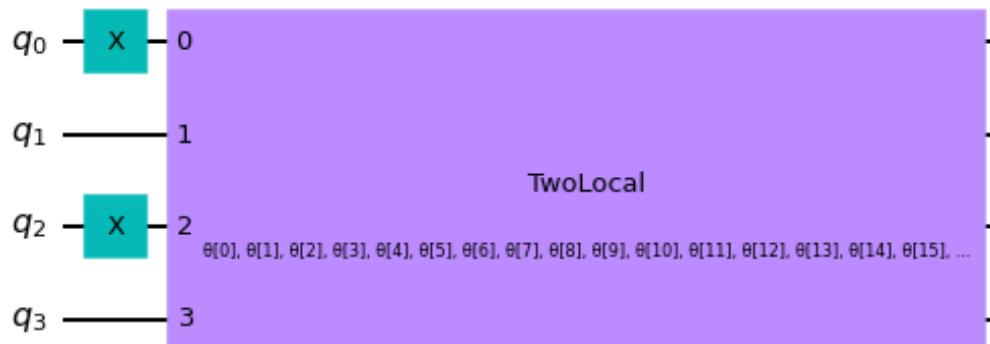 q₀ X 0
q₁ 1
TwoLocal
q₂ X 2
θ[0], θ[1], θ[2], θ[3], θ[4], θ[5], θ[6], θ[7], θ[8], θ[9], θ[10], θ[11], θ[12], θ[13], θ[14], θ[15], ...
q₃ 3